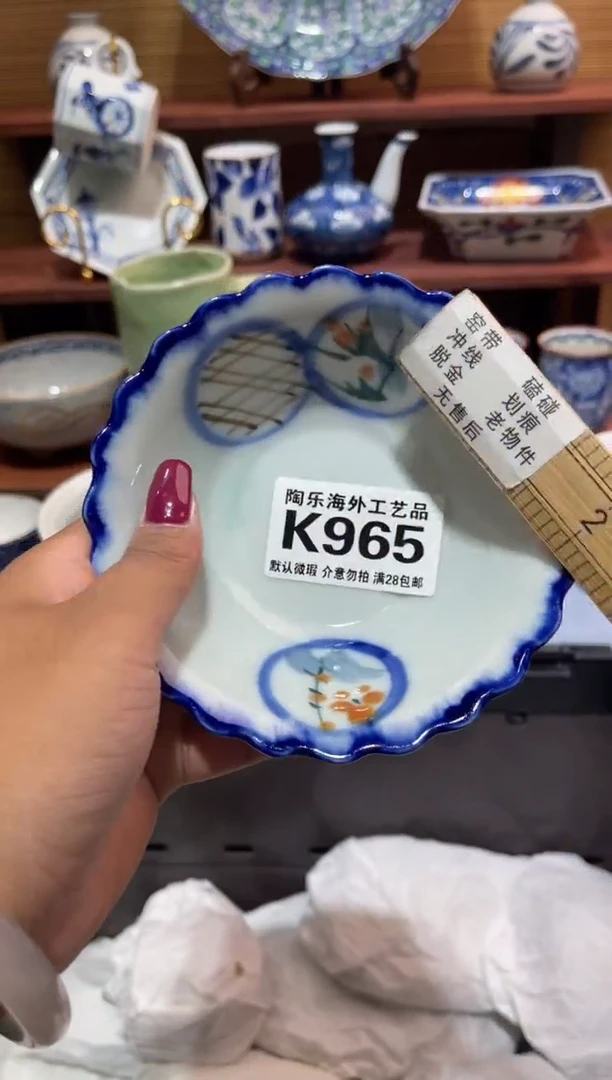 陶乐海外工艺品
K965
默认微瑕 介意勿拍 满28包邮
窑带 磕碰
冲线 划痕
脱金 老物件
无售后
2